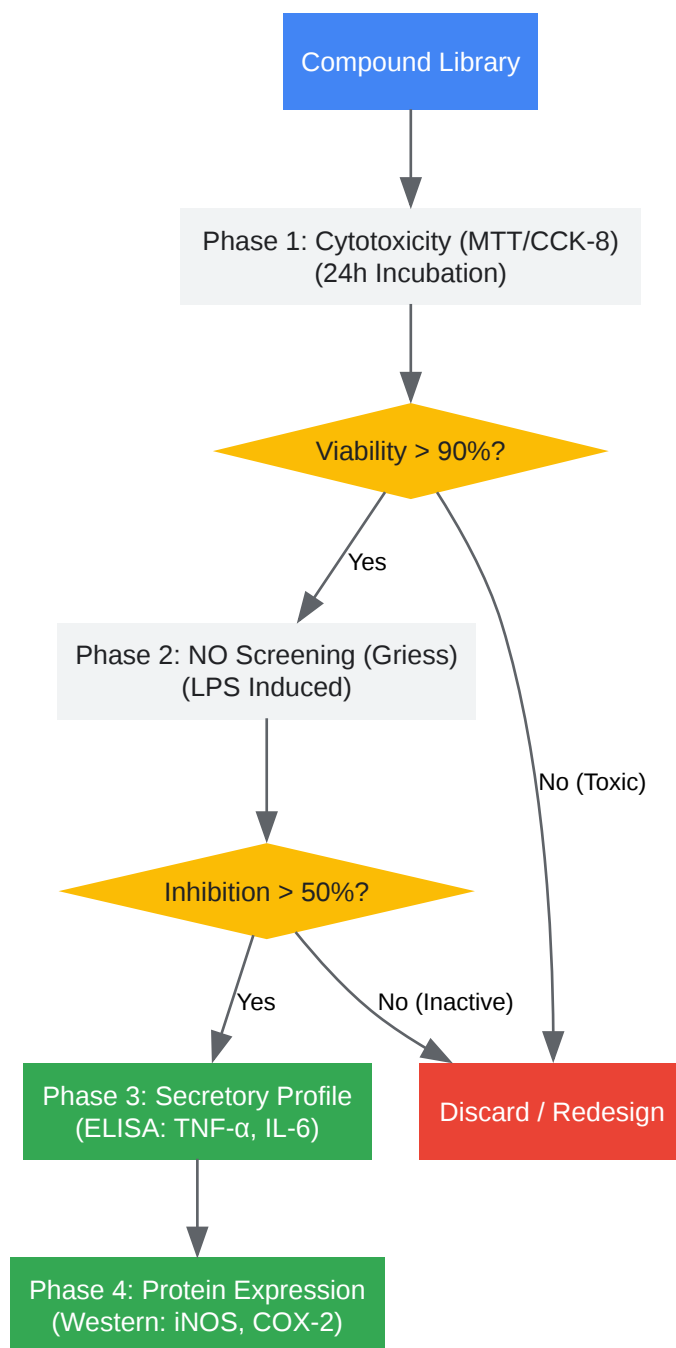 Compound Library
Phase 1: Cytotoxicity (MTT/CCK-8)
(24h Incubation)
Viability > 90%?
Yes
Phase 2: NO Screening (Griess)
(LPS Induced)
No (Toxic)
Inhibition > 50%?
Yes
No (Inactive)
Phase 3: Secretory Profile
(ELISA: TNF-α, IL-6)
Discard / Redesign
Phase 4: Protein Expression
(Western: iNOS, COX-2)